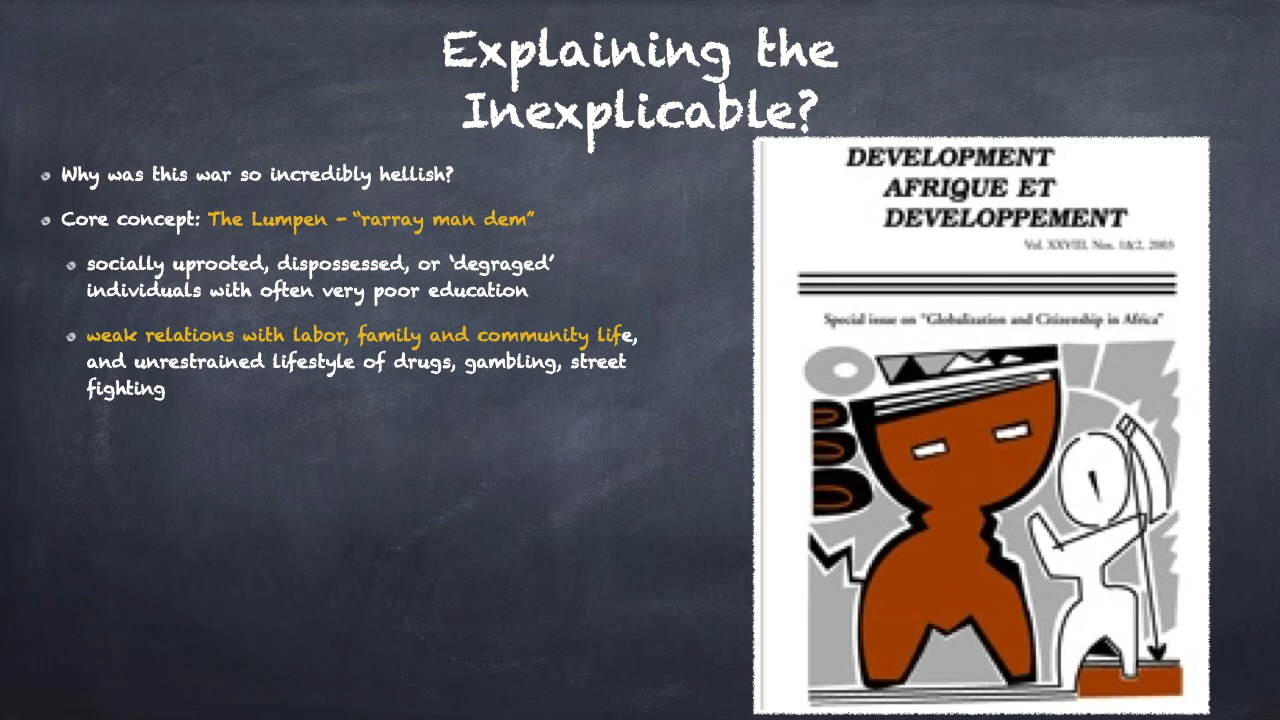 Explaining the
Inexplicable?
Why was this war so incredibly hellish?
Core concept: The Lumpen - “rarray man dem”
socially uprooted, dispossessed, or ‘degraged’
individuals with often very poor education
weak relations with labor, family and community life,
and unrestrained lifestyle of drugs, gambling, street
fighting
DEVELOPMENT
AFRIQUE ET
DEVELOPPEMENT
Vol. XXVIII, Nos. 1&2, 2003
Special issue on "Globalization and Citizenship in Africa"